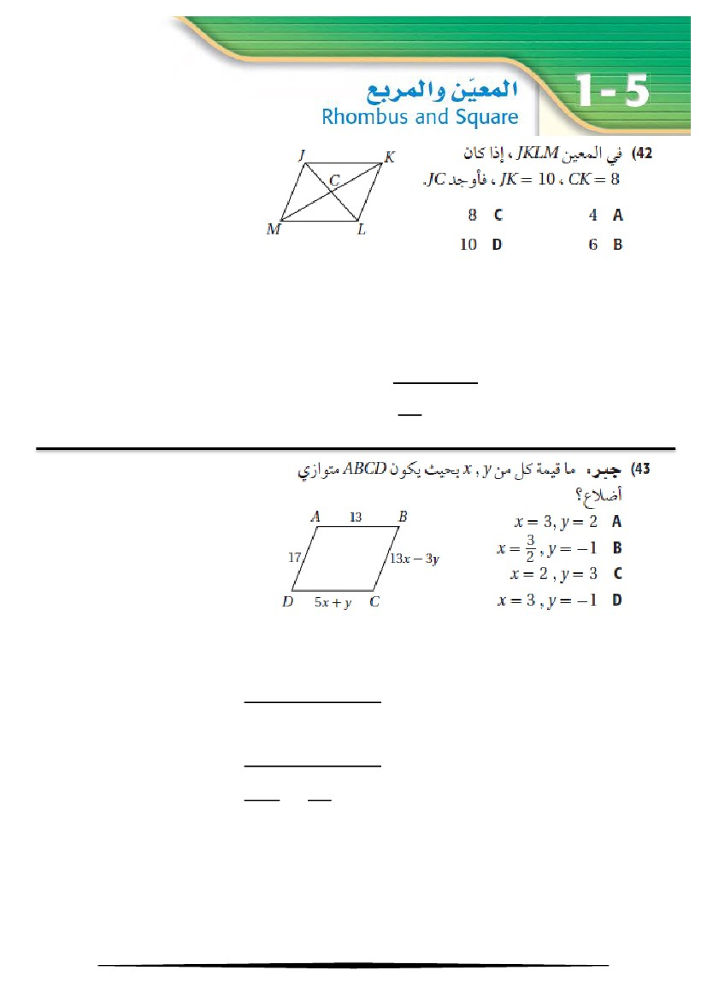 1-5
المعيّن والمربع
Rhombus and Square
42) في المعين JKLM ، إذا كان
CK = 8 ، JK = 10 ، فأوجد JC.
A 4 C 8
B 6 D 10
J
K
C
M
L
43) جبر: ما قيمة كل من x , y بحيث يكون ABCD متوازي
أضلاع؟
A x = 3, y = 2
B x = 3/2 , y = −1
C x = 2 , y = 3
D x = 3 , y = −1
A 13 B
17 13x − 3y
D 5x + y C